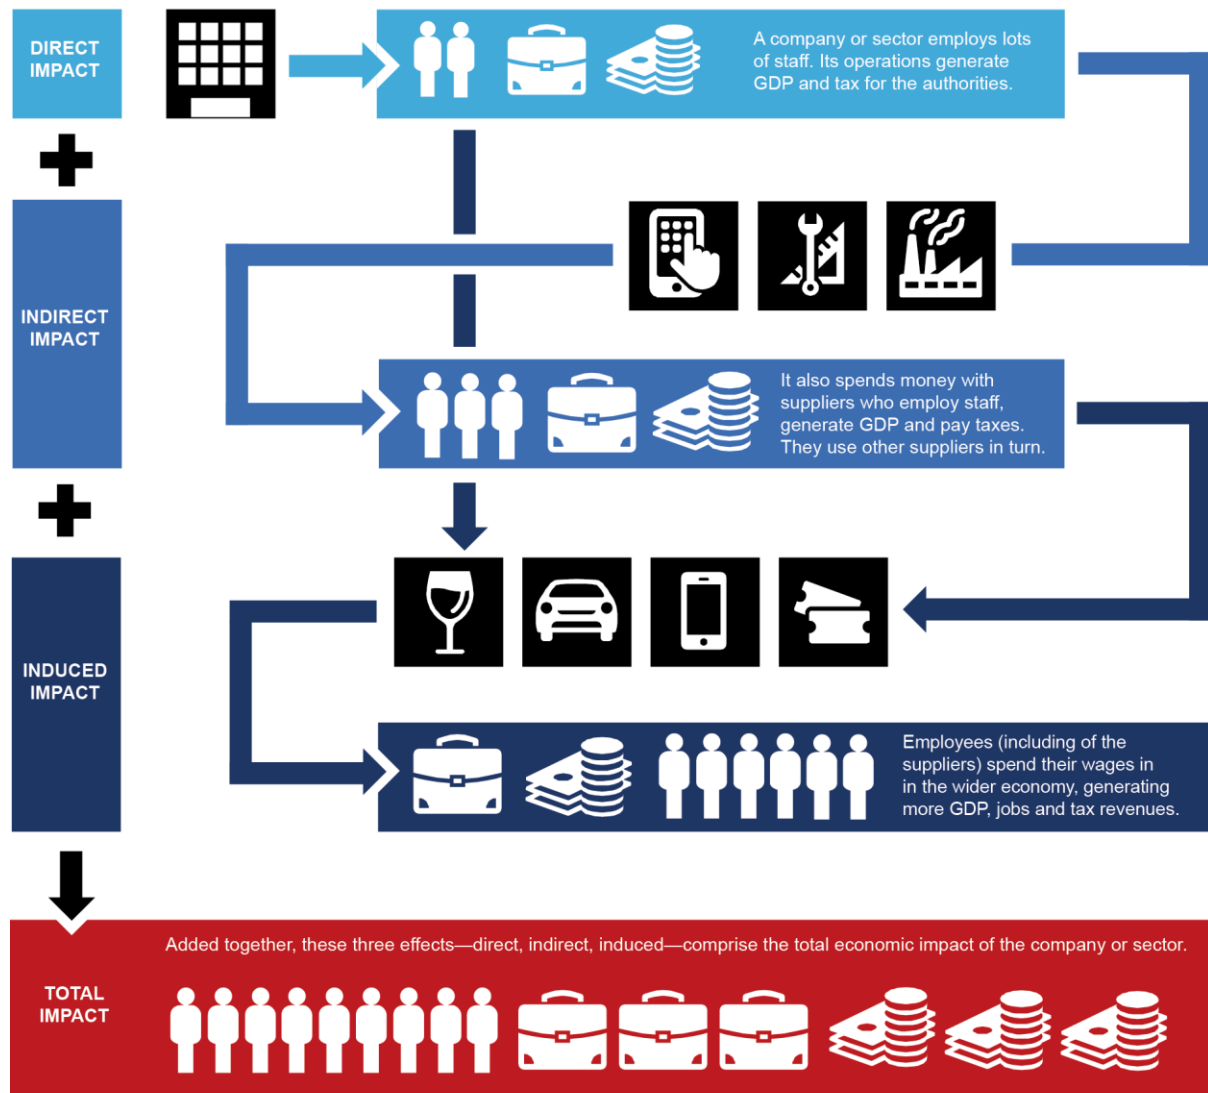 DIRECT
IMPACT
A company or sector employs lots
of staff. Its operations generate
GDP and tax for the authorities.
INDIRECT
IMPACT
It also spends money with
suppliers who employ staff,
generate GDP and pay taxes.
They use other suppliers in turn.
INDUCED
IMPACT
Employees (including of the
suppliers) spend their wages in
in the wider economy, generating
more GDP, jobs and tax revenues.
Added together, these three effects—direct, indirect, induced—comprise the total economic impact of the company or sector.
TOTAL
IMPACT